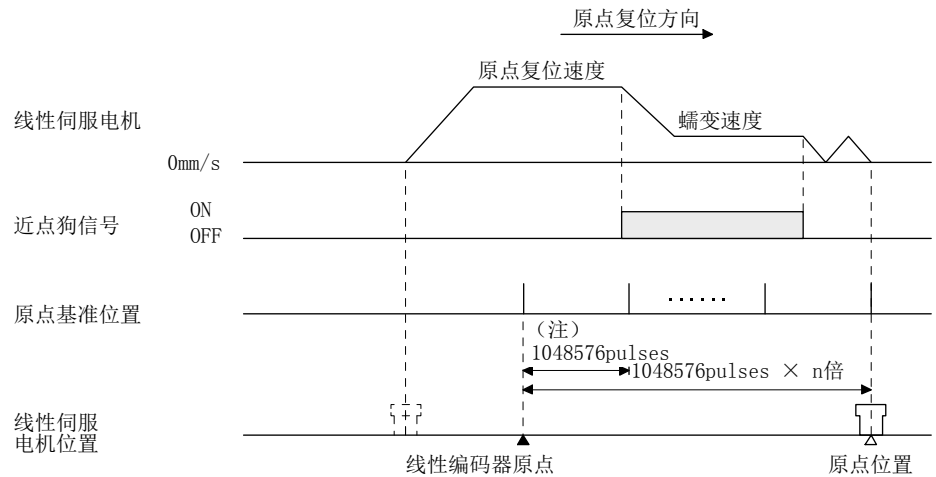 原点复位方向
原点复位速度
线性伺服电机
蠕变速度
0mm/s
近点狗信号
ON
OFF
原点基准位置
......
(注)
1048576pulses
1048576pulses × n倍
线性伺服
电机位置
线性编码器原点
原点位置